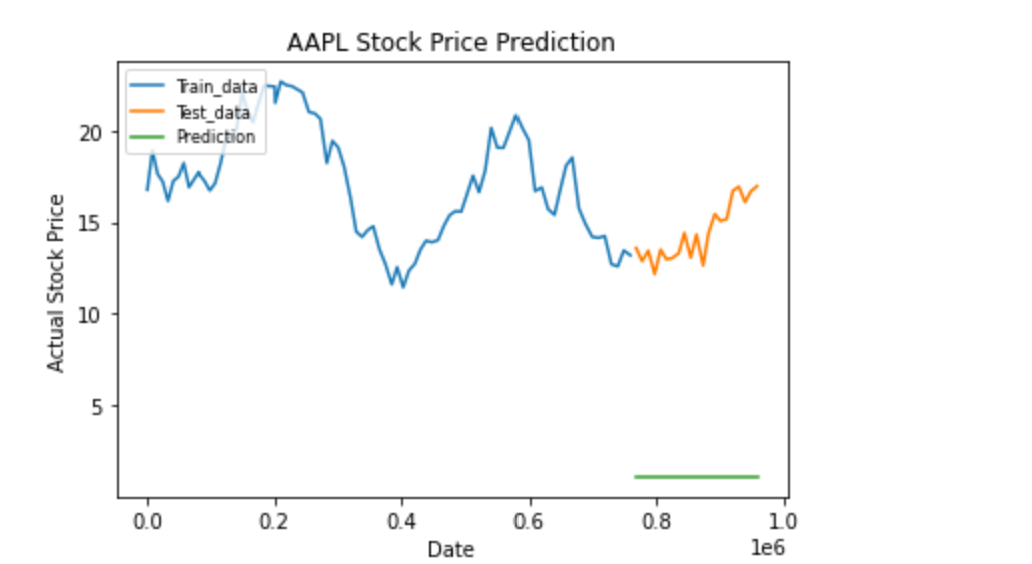 AAPL Stock Price Prediction
Train_data
Test_data
Prediction
Actual Stock Price
20
15
10
5
0.0 0.2 0.4 0.6 0.8 1.0
1e6
Date